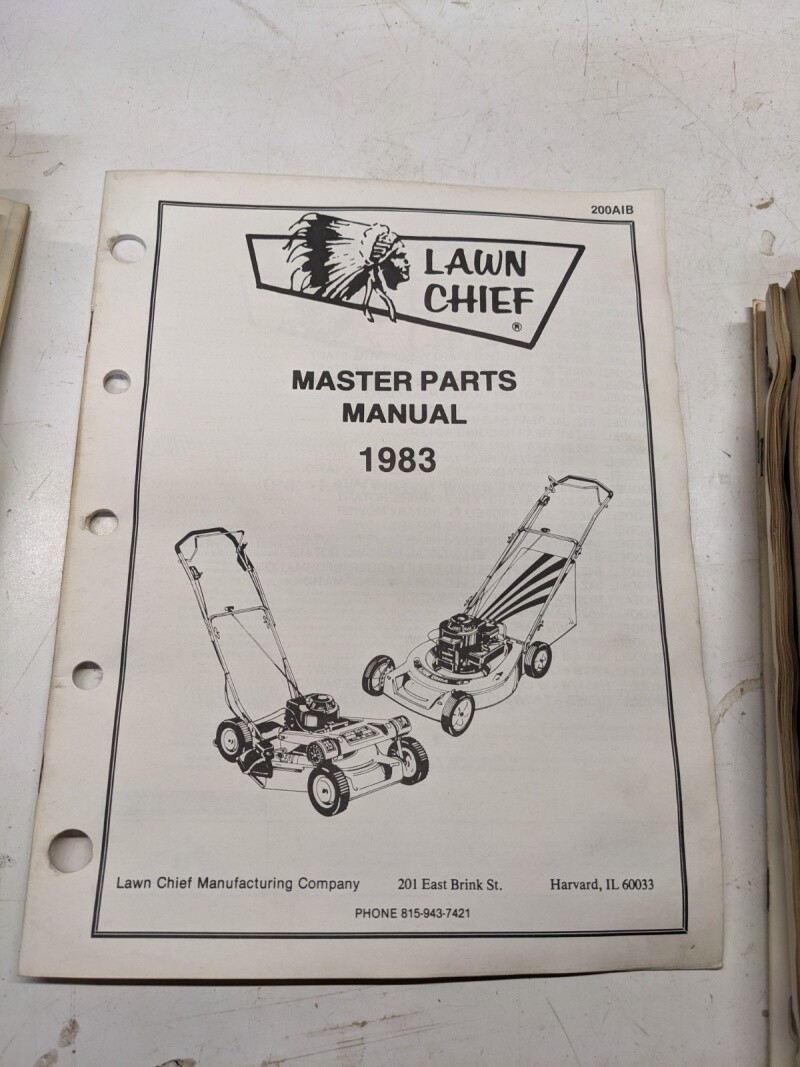 200AIB
LAWN
CHIEF
®
MASTER PARTS
MANUAL
1983
Lawn Chief Manufacturing Company 201 East Brink St. Harvard, IL 60033
PHONE 815-943-7421